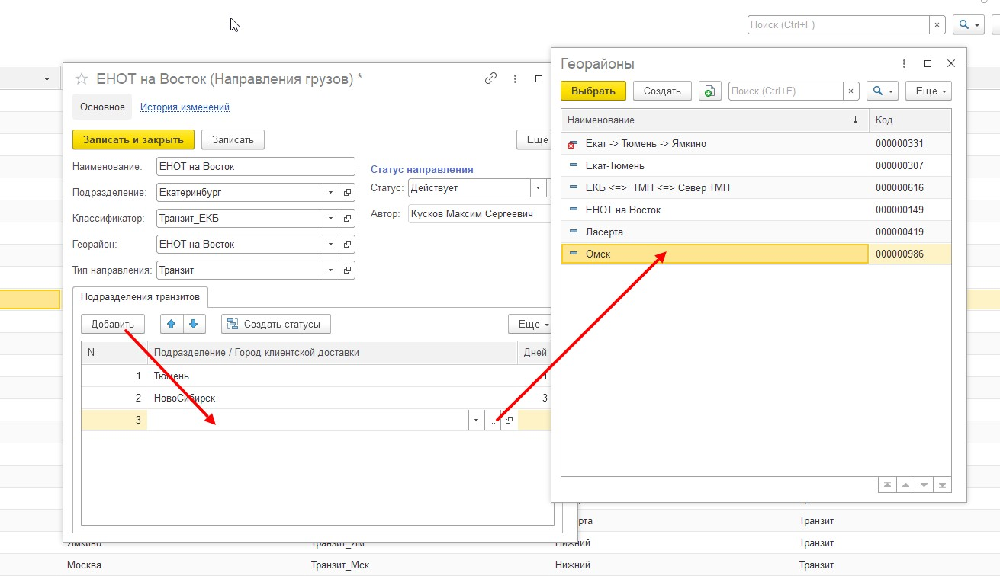 Поиск (Ctrl+F)
ЕНОТ на Восток (Направления грузов) *
Основное История изменений
Записать и закрыть Записать Еще
Наименование: ЕНОТ на Восток
Подразделение: Екатеринбург
Классификатор: Транзит_ЕКБ
Георайон: ЕНОТ на Восток
Тип направления: Транзит
Статус направления
Статус: Действует
Автор: Кусков Максим Сергеевич
Подразделения транзитов
Добавить Создать статусы Еще
N Подразделение / Город клиентской доставки Дней
1 Тюмень 1
2 НовоСибирск 3
3 ...
Георайоны
Выбрать Создать Поиск (Ctrl+F) Еще
Наименование Код
Екат -> Тюмень -> Ямкино 000000331
Екат-Тюмень 000000307
ЕКБ <=> ТМН <=> Север ТМН 000000616
ЕНОТ на Восток 000000149
Ласерта 000000419
Омск 000000986
рта Транзит
Ямкино Транзит_Ям Нижний Транзит
Москва Транзит_Мск Нижний Транзит